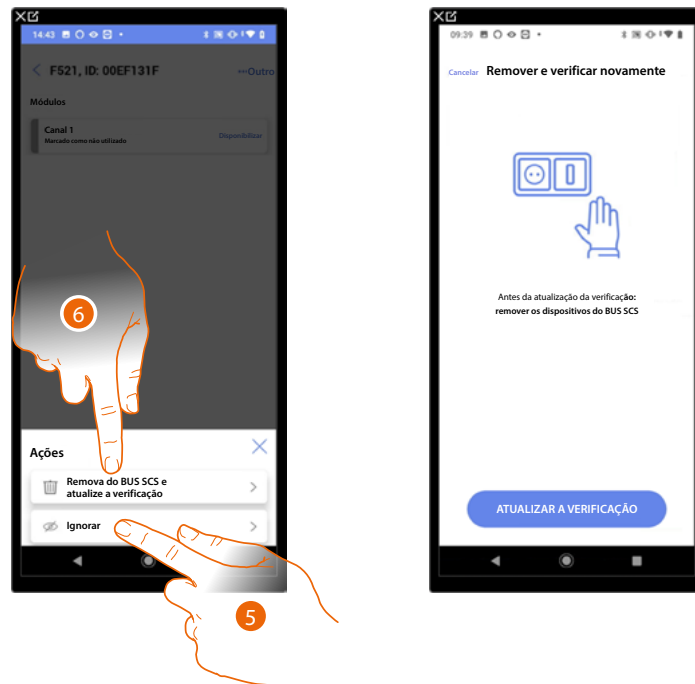 14:43
F521, ID: 00EF131F
•••Outro
Módulos
Canal 1
Marcado como não utilizado
Disponibilizar
6
Ações
Remova do BUS SCS e
atualize a verificação
Ignorar
5
09:39
Cancelar Remover e verificar novamente
Antes da atualização da verificação:
remover os dispositivos do BUS SCS
ATUALIZAR A VERIFICAÇÃO